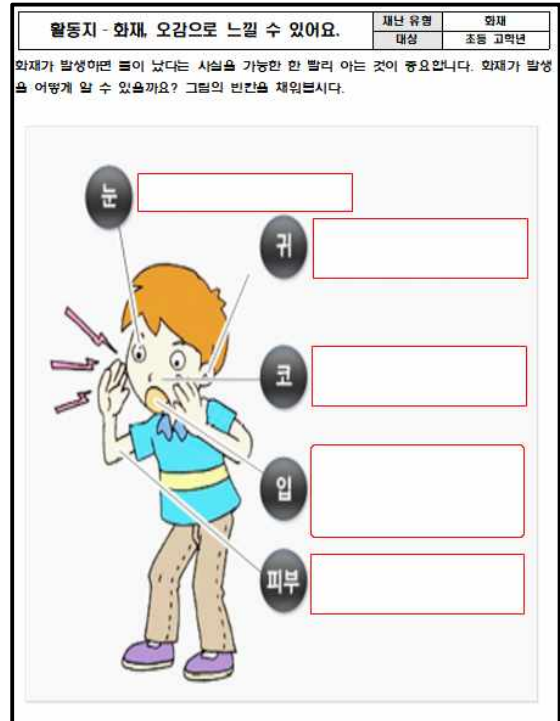 활동지 - 화재, 오감으로 느낄 수 있어요.
재난 유형
화재
대상
초등 고학년
화재가 발생하면 불이 났다는 사실을 가능한 한 빨리 아는 것이 중요합니다. 화재가 발생
을 어떻게 알 수 있을까요? 그림의 빈칸을 채워봅시다.
눈
귀
코
입
피부